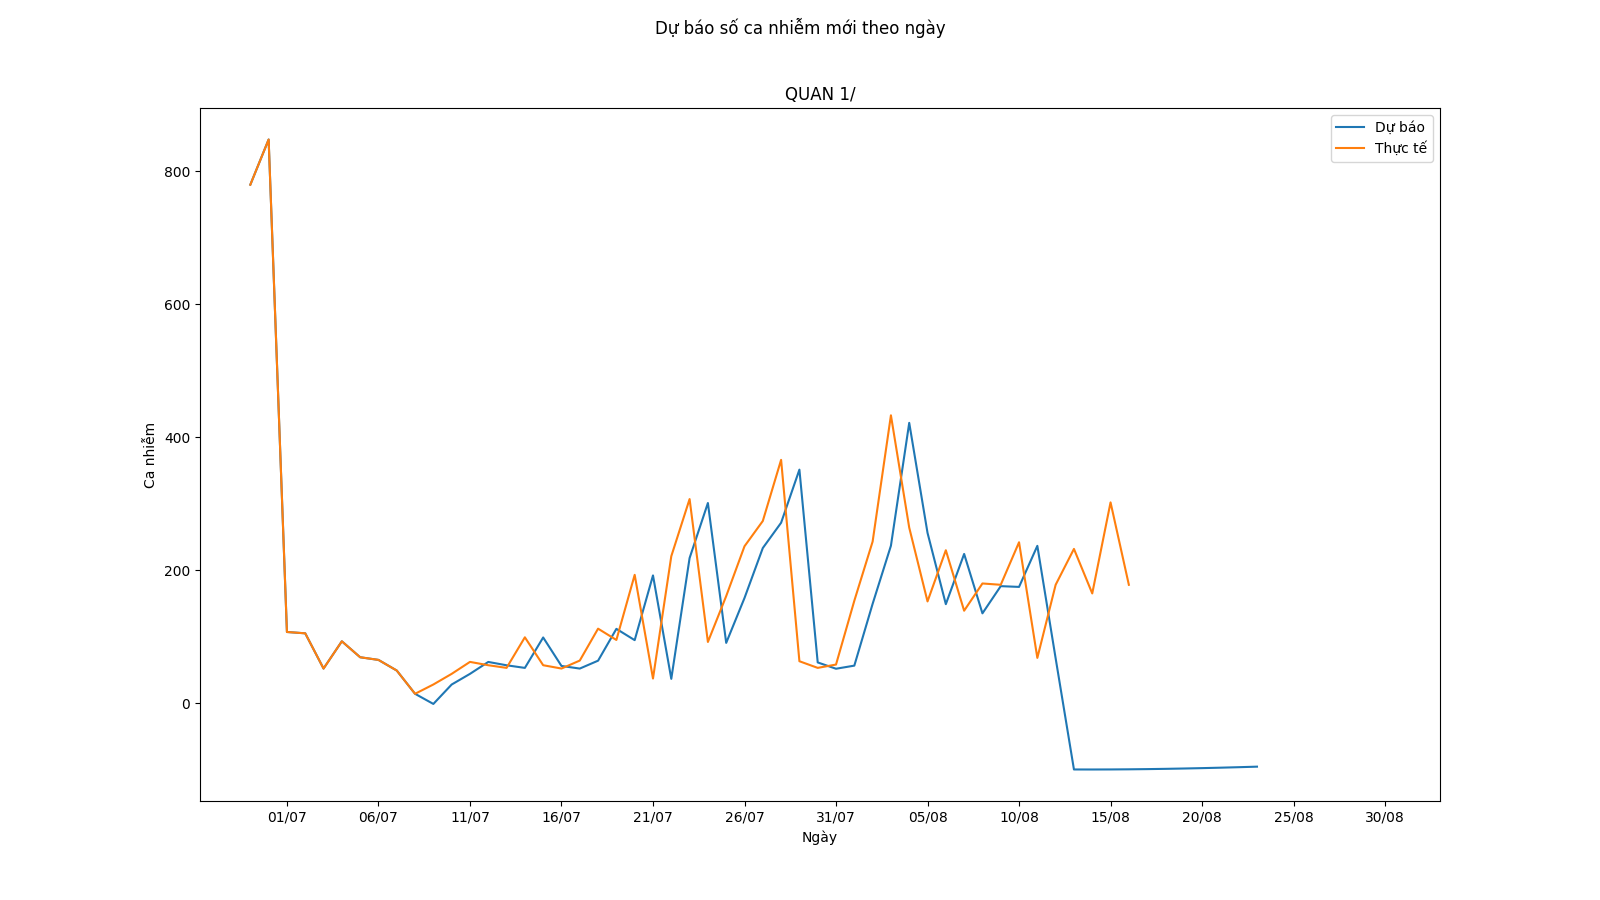 Dự báo số ca nhiễm mới theo ngày
QUAN 1/
Dự báo
Thực tế
800
600
400
200
0
Ca nhiễm
01/07 06/07 11/07 16/07 21/07 26/07 31/07 05/08 10/08 15/08 20/08 25/08 30/08
Ngày